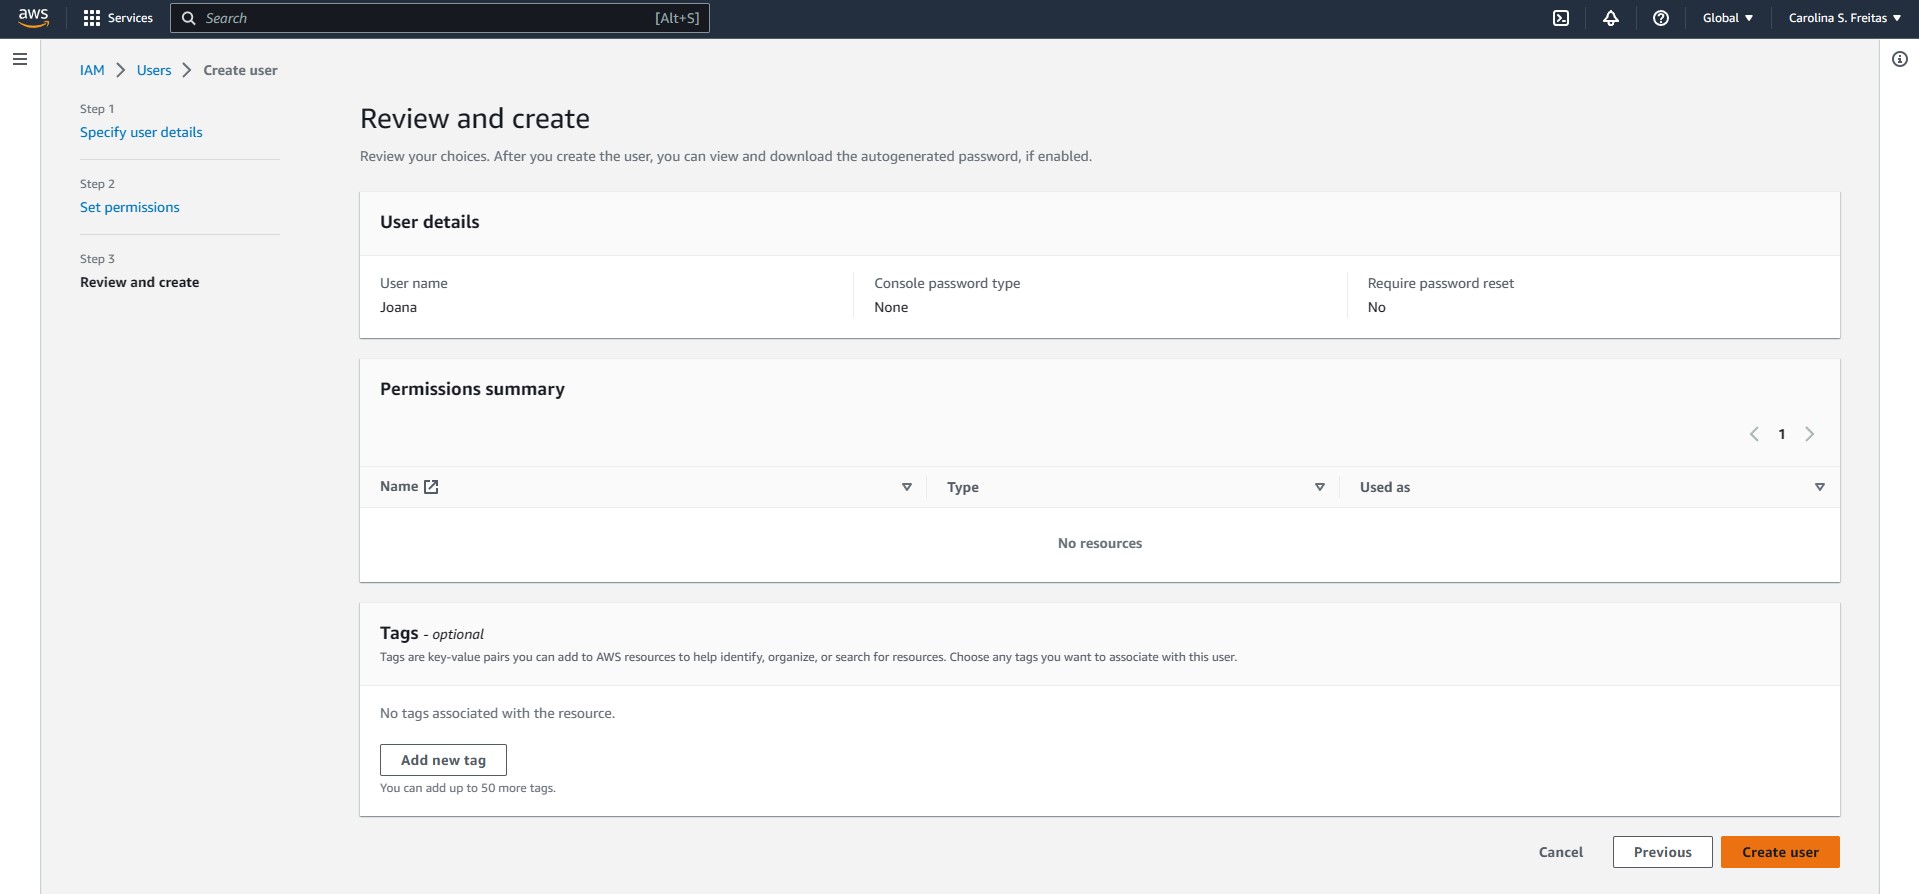 aws Services Search [Alt+S] Global Carolina S. Freitas
IAM Users Create user
Step 1
Specify user details
Step 2
Set permissions
Step 3
Review and create
Review and create
Review your choices. After you create the user, you can view and download the autogenerated password, if enabled.
User details
User name Console password type Require password reset
Joana None No
Permissions summary
1
Name Type Used as
No resources
Tags - optional
Tags are key-value pairs you can add to AWS resources to help identify, organize, or search for resources. Choose any tags you want to associate with this user.
No tags associated with the resource.
Add new tag
You can add up to 50 more tags.
Cancel Previous Create user